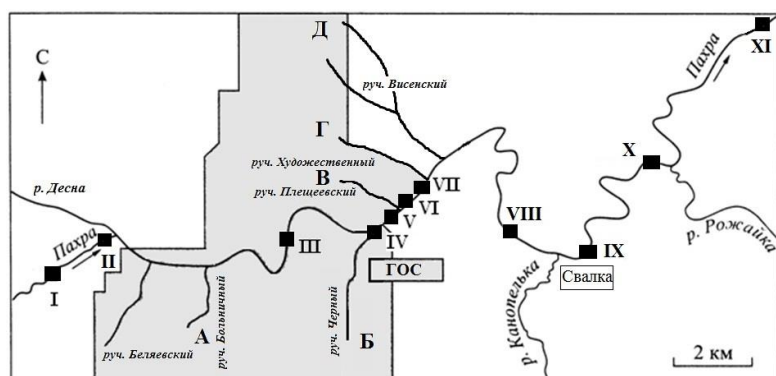 Д
XI
С
руч. Висенский
Пахра
Г
руч. Художественный
X
В
р. Десна
руч. Плещеевский
VII
VI
Пахра
V
VIII
II
III
IV
IX
р. Рожайка
I
ГОС
Свалка
А
руч. Больничный
руч. Черный
Б
р. Канопелька
руч. Беляевский
2 км